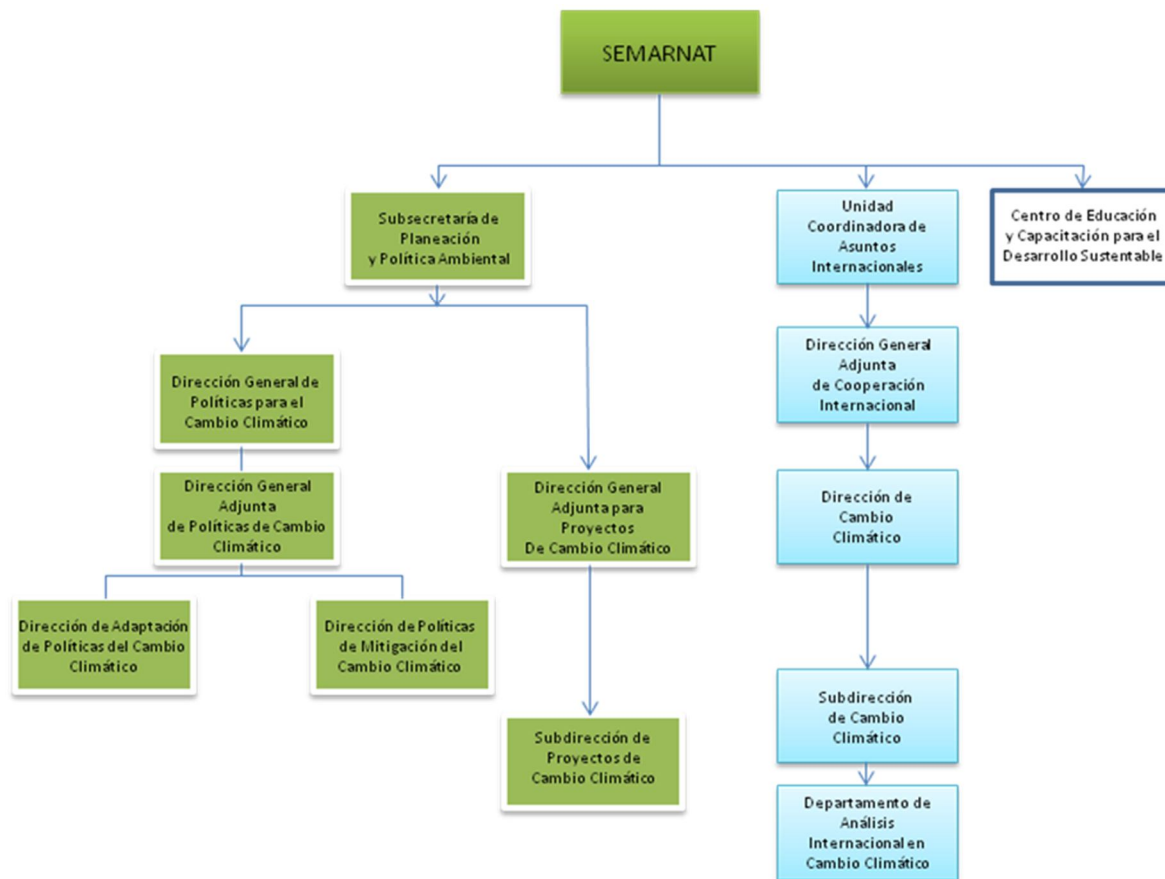 SEMARNAT
Subsecretaría de
Planeación
y Política Ambiental
Unidad
Coordinadora de
Asuntos
Internacionales
Centro de Educación
y Capacitación para el
Desarrollo Sustentable
Dirección General de
Políticas para el
Cambio Climático
Dirección General
Adjunta
de Cooperación
Internacional
Dirección General
Adjunta
de Políticas de Cambio
Climático
Dirección General
Adjunta para
Proyectos
De Cambio Climático
Dirección de
Cambio
Climático
Dirección de Adaptación
de Políticas del Cambio
Climático
Dirección de Políticas
de Mitigación del
Cambio Climático
Subdirección de
Proyectos de
Cambio Climático
Subdirección
de Cambio
Climático
Departamento de
Análisis
Internacional en
Cambio Climático